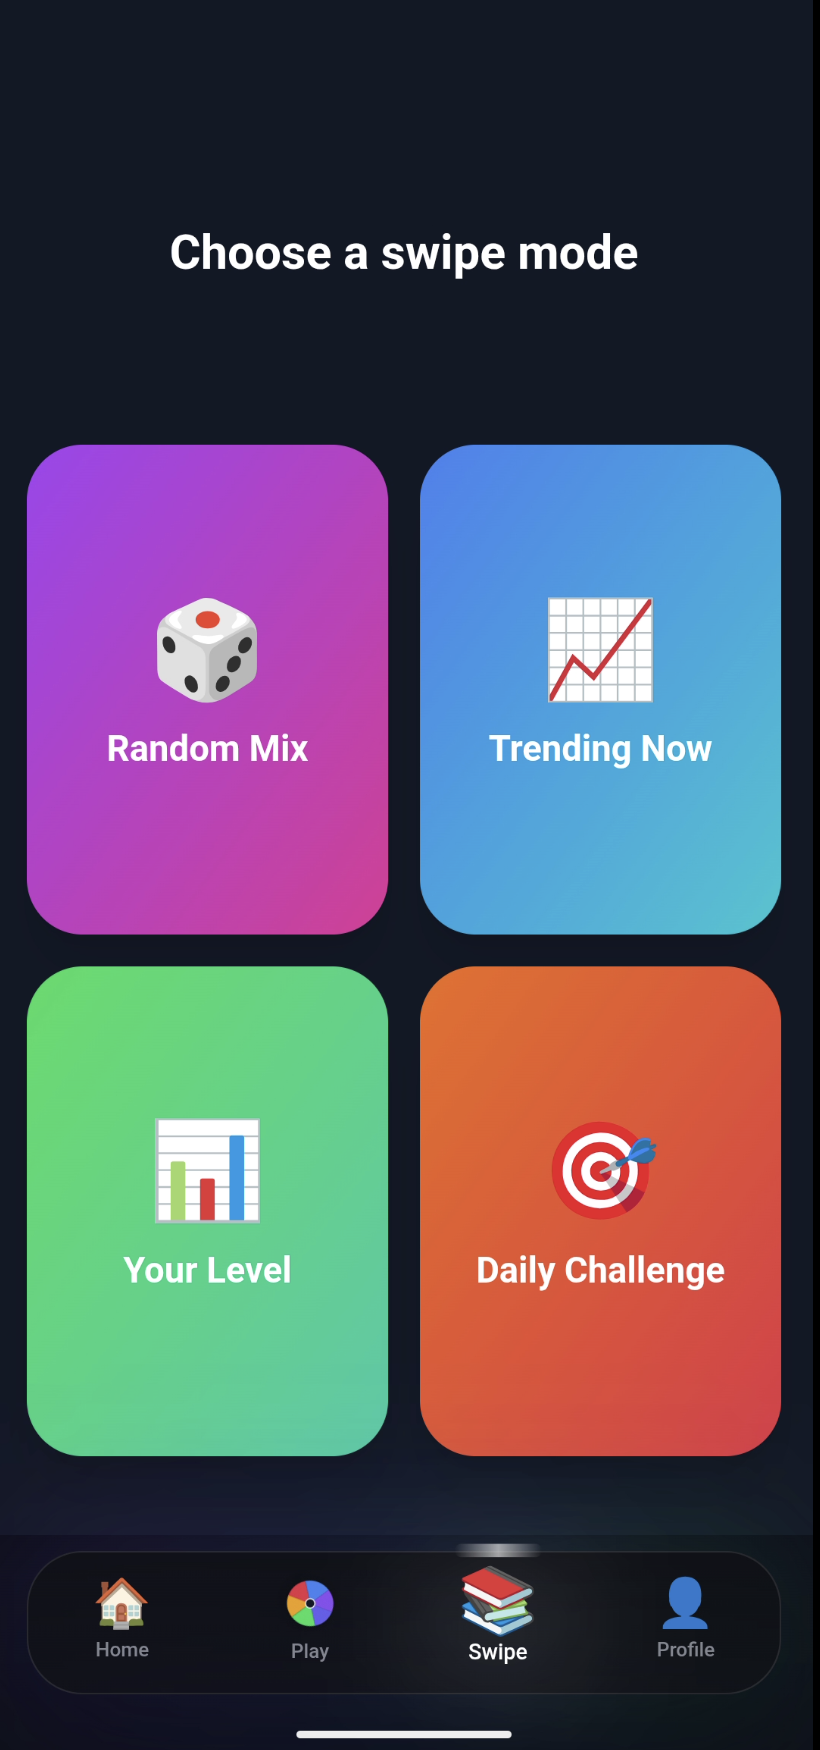 Choose a swipe mode
Random Mix
Trending Now
Your Level
Daily Challenge
Home
Play
Swipe
Profile